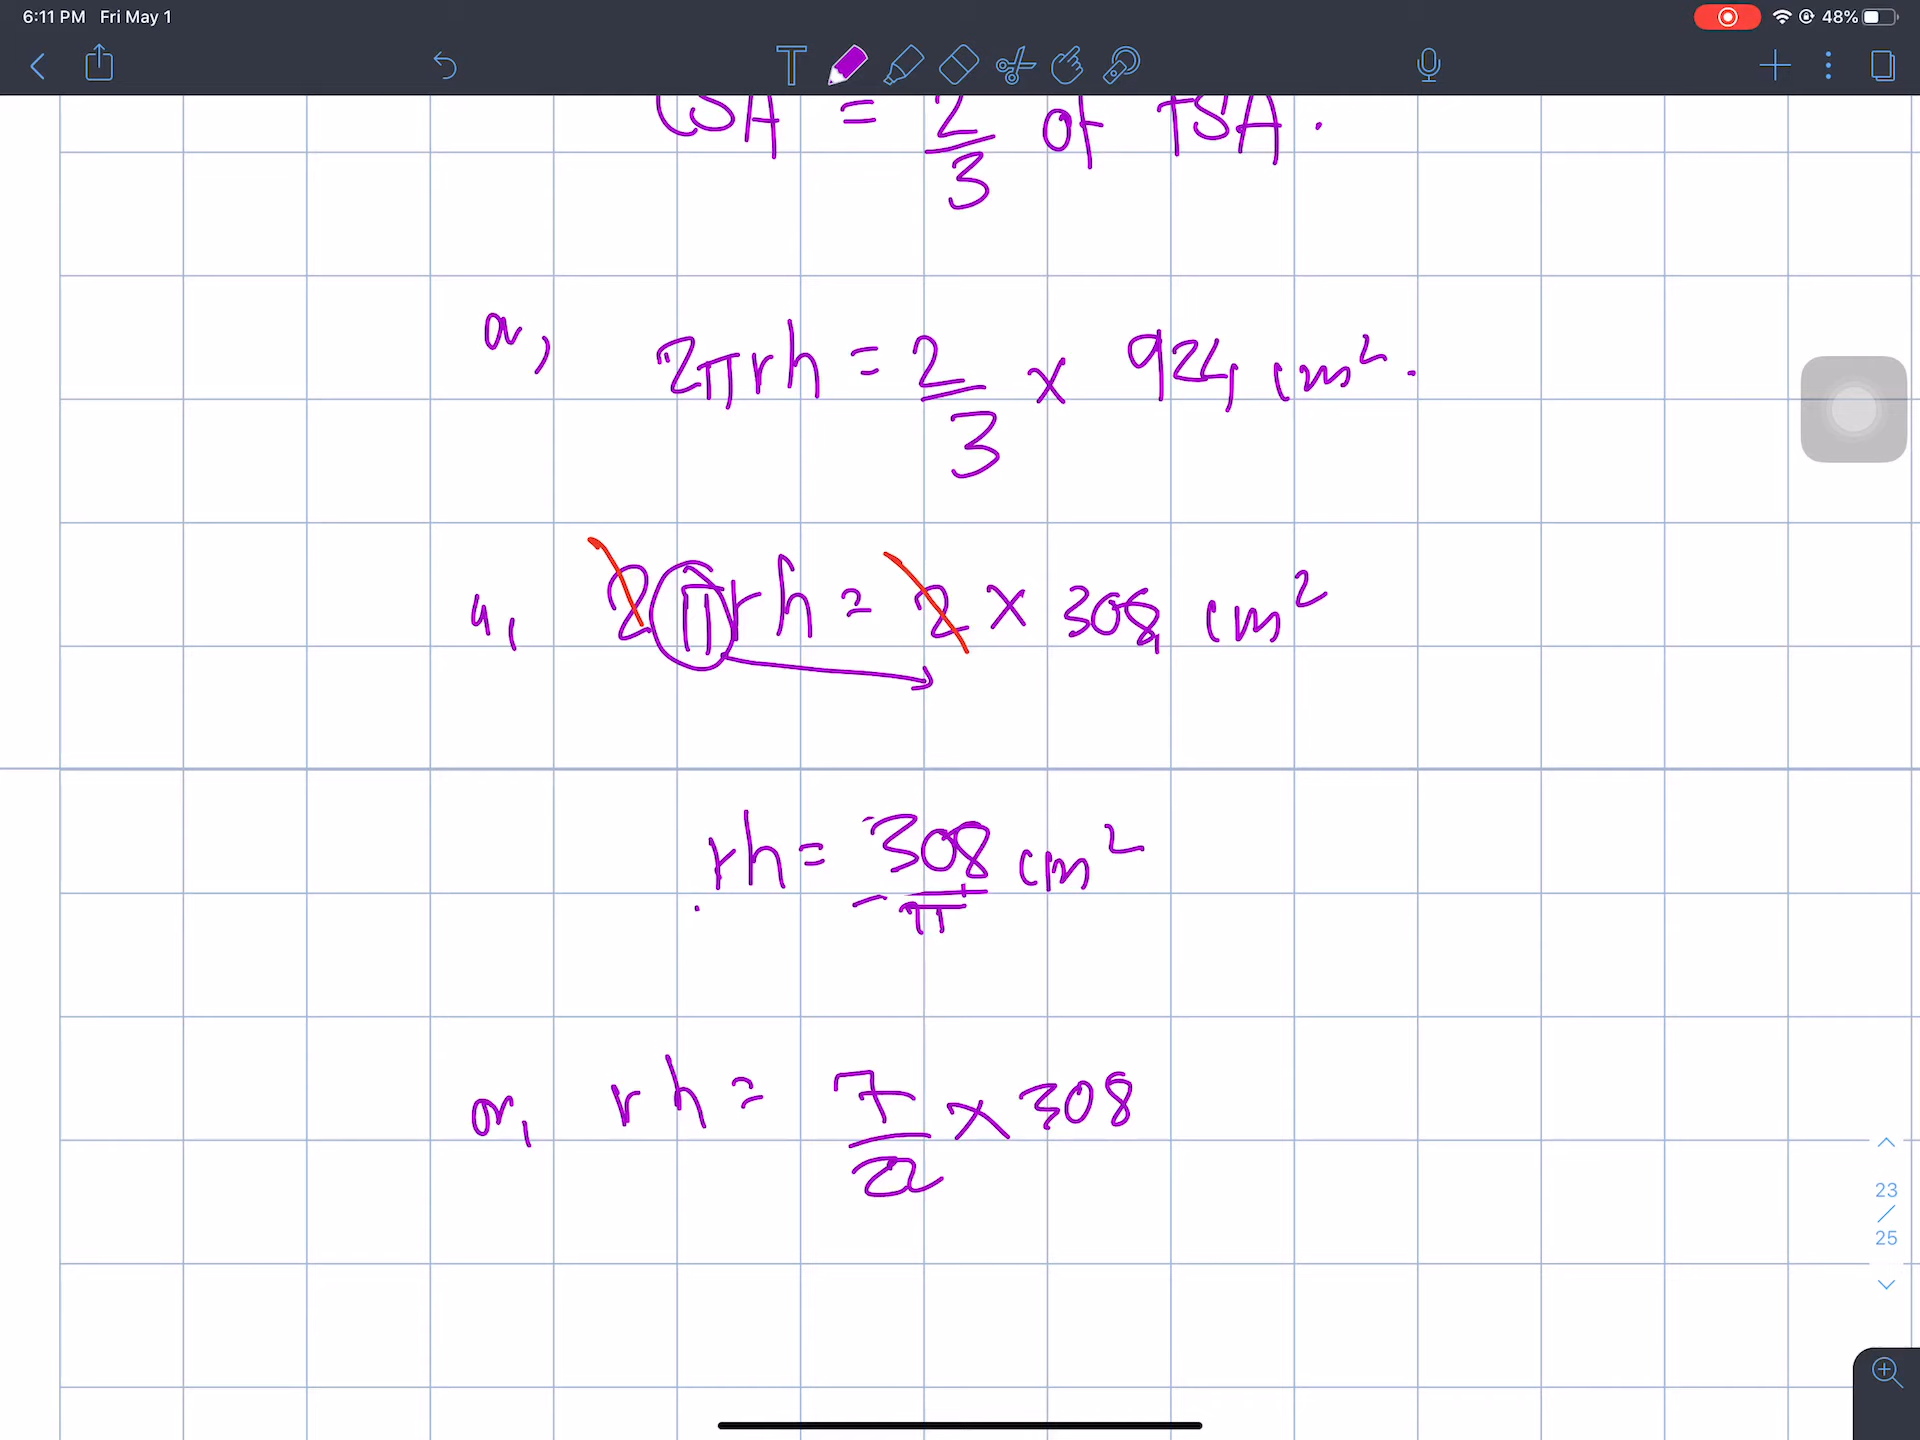 6:11 PM Fri May 1 48%
CSA = 2/3 of TSA.
or, 2πrh = 2/3 × 924 cm².
or, 2πrh = 2 × 308 cm²
rh = 308/π cm²
or, rh = 7/22 × 308
23
/
25